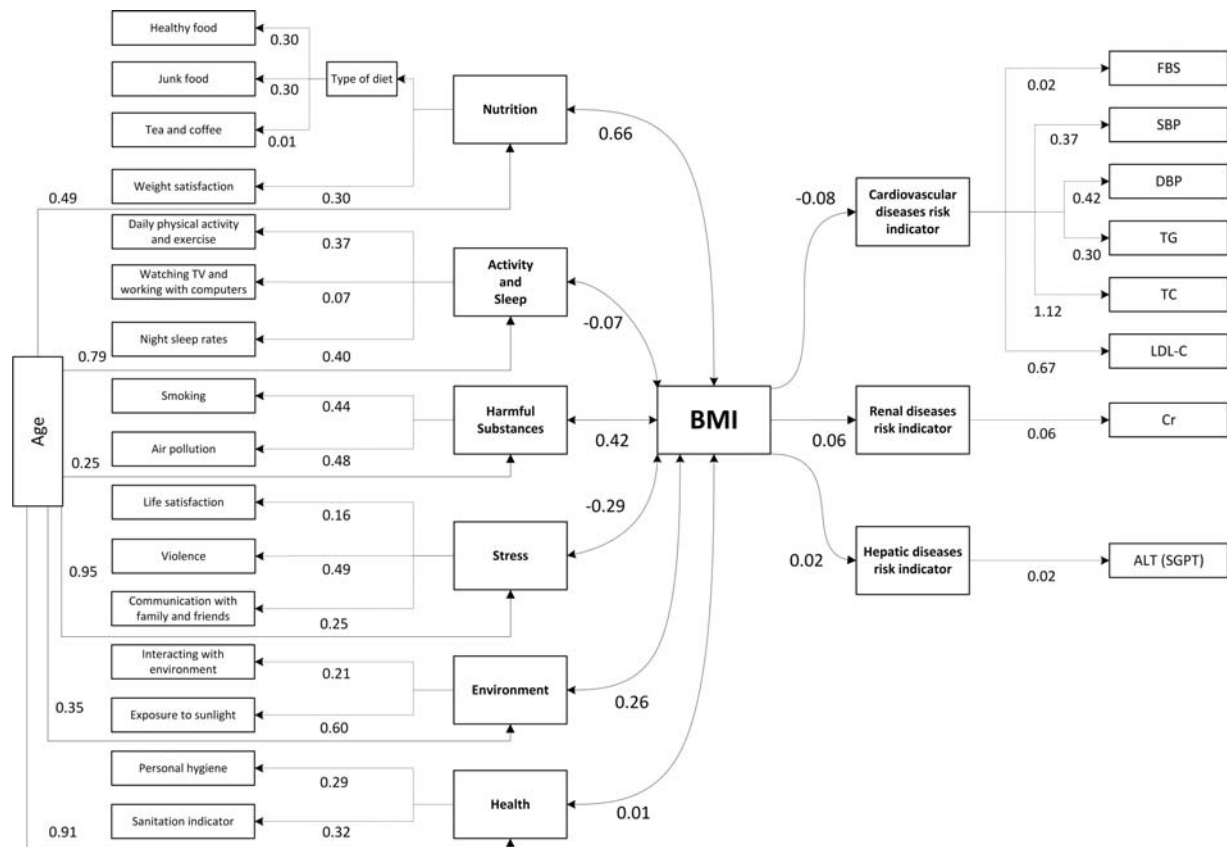 Healthy food
0.30
Junk food
0.30
Type of diet
Tea and coffee
0.01
Weight satisfaction
0.30
Nutrition
0.49
0.66
Daily physical activity
and exercise
0.37
Watching TV and
working with computers
0.07
Night sleep rates
0.40
Activity
and
Sleep
0.79
-0.07
Age
Smoking
0.44
Air pollution
0.48
Harmful
Substances
0.25
0.42
BMI
Life satisfaction
0.16
Violence
0.49
Communication with
family and friends
0.25
Stress
0.95
-0.29
Interacting with
environment
0.21
Exposure to sunlight
0.60
Environment
0.35
0.26
Personal hygiene
0.29
Sanitation indicator
0.32
Health
0.91
0.01
-0.08
Cardiovascular
diseases risk
indicator
FBS
0.02
SBP
0.37
DBP
0.42
TG
0.30
TC
1.12
LDL-C
0.67
0.06
Renal diseases
risk indicator
0.06
Cr
0.02
Hepatic diseases
risk indicator
0.02
ALT (SGPT)